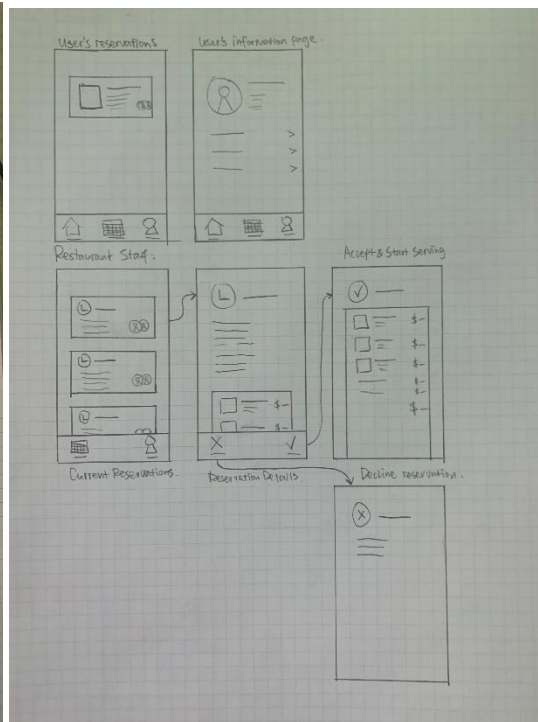 User's reservations
User's information page.
Restaurant Staff:
Accept & Start Serving
L
L
L
L
$-
$-
$-
$-
$-
$-
$-
$-
Current Reservations.
Reservation Details
Decline reservation.